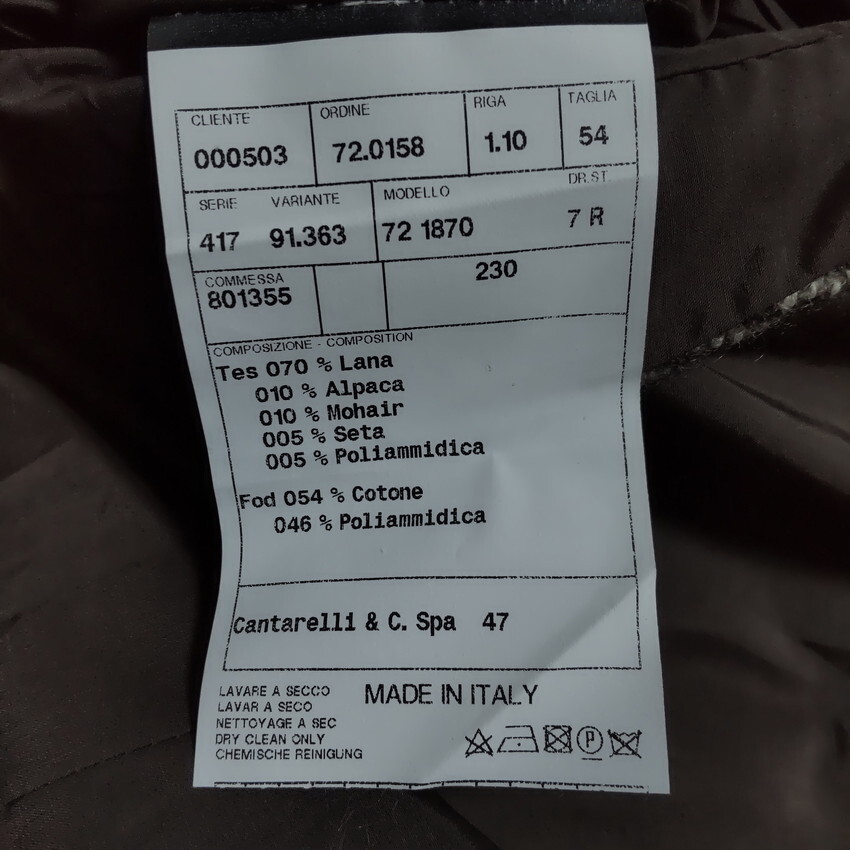 CLIENTE ORDINE RIGA TAGLIA
000503 72.0158 1.10 54
SERIE VARIANTE MODELLO DR.ST.
417 91.363 72 1870 7 R
COMMESSA
801355 230
COMPOSIZIONE - COMPOSITION
Tes 070 % Lana
010 % Alpaca
010 % Mohair
005 % Seta
005 % Poliammidica
Fod 054 % Cotone
046 % Poliammidica
Cantarelli & C. Spa 47
LAVARE A SECCO MADE IN ITALY
LAVAR A SECO
NETTOYAGE A SEC
DRY CLEAN ONLY
CHEMISCHE REINIGUNG
P